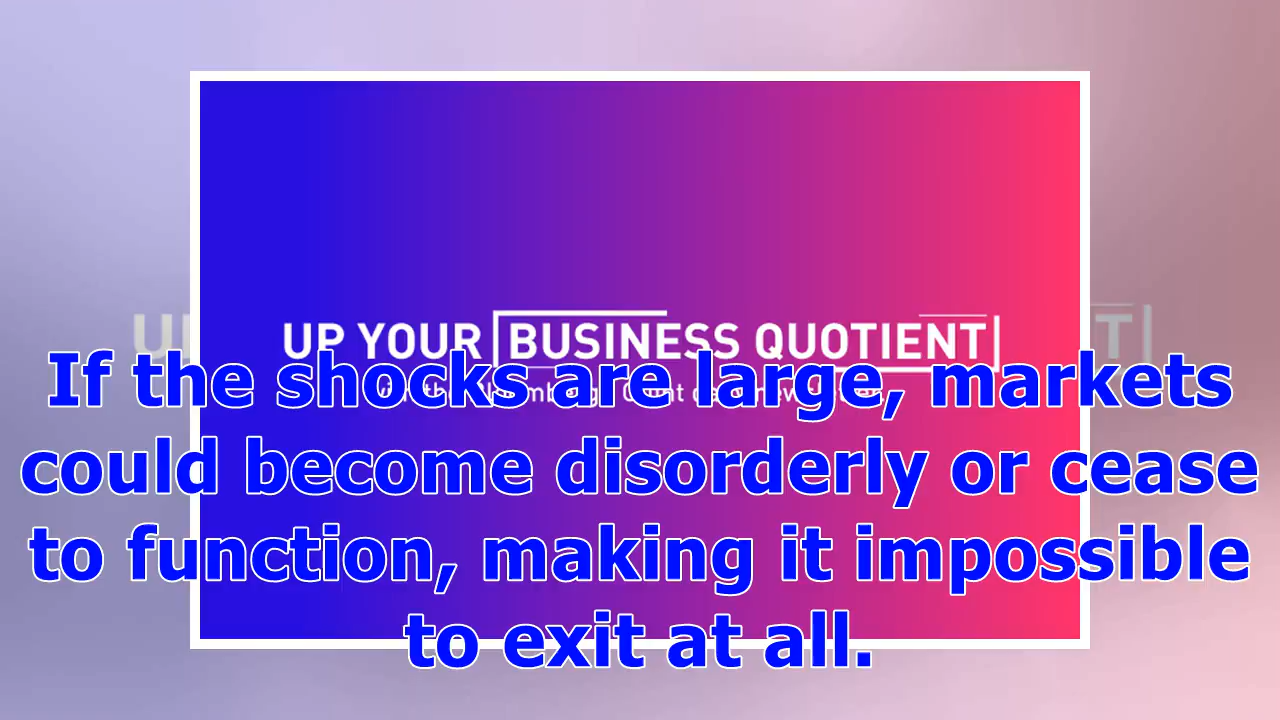 UP YOUR BUSINESS QUOTIENT
If the shocks are large, markets
could become disorderly or cease
to function, making it impossible
to exit at all.